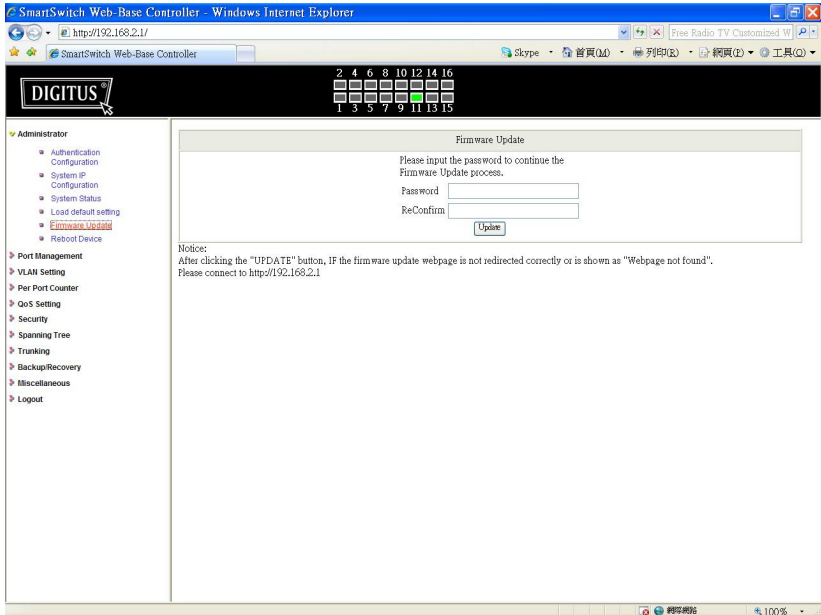 SmartSwitch Web-Base Controller - Windows Internet Explorer
http://192.168.2.1/
Free Radio TV Customized W
SmartSwitch Web-Base Controller
Skype
首頁(M)
列印(R)
網頁(P)
工具(O)
DIGITUS®
2 4 6 8 10 12 14 16
1 3 5 7 9 11 13 15
Administrator
Authentication
Configuration
System IP
Configuration
System Status
Load default setting
Firmware Update
Reboot Device
Port Management
VLAN Setting
Per Port Counter
QoS Setting
Security
Spanning Tree
Trunking
Backup/Recovery
Miscellaneous
Logout
Firmware Update
Please input the password to continue the
Firmware Update process.
Password
ReConfirm
Update
Notice:
After clicking the "UPDATE" button, IF the firmware update webpage is not redirected correctly or is shown as "Webpage not found".
Please connect to http://192.168.2.1
網際網路
100%